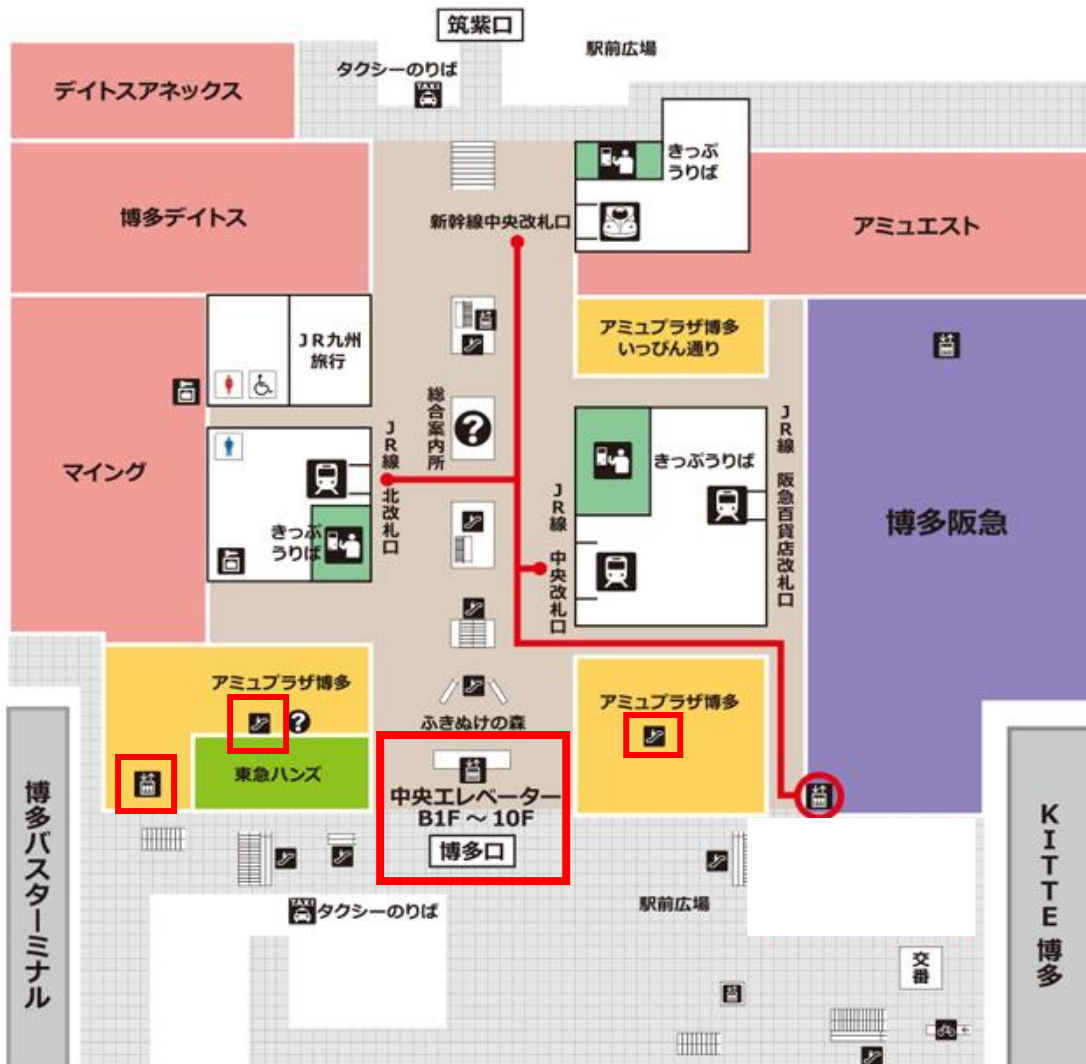 筑紫口
駅前広場
タクシーのりば
TAXI
デイトスアネックス
きっぷ
うりば
博多デイトス
新幹線中央改札口
アミュエスト
JR九州
旅行
アミュプラザ博多
いっぴん通り
総合案内所
?
マイング
JR線 北改札口
きっぷうりば
JR線 阪急百貨店改札口
博多阪急
きっぷ
うりば
JR線 中央改札口
アミュプラザ博多
?
アミュプラザ博多
ふきぬけの森
東急ハンズ
中央エレベーター
B1F ~ 10F
博多口
博多バスターミナル
KITTE 博多
TAXI
タクシーのりば
駅前広場
交番